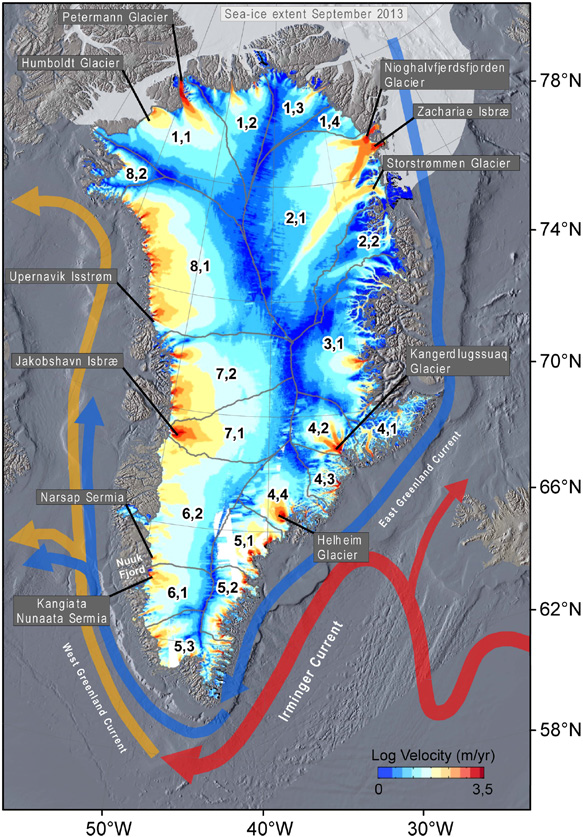 Sea-ice extent September 2013
Petermann Glacier
Humboldt Glacier
Nioghalvfjerdsfjorden
Glacier
Zachariae Isbræ
Storstrømmen Glacier
78°N
74°N
70°N
66°N
62°N
58°N
1,1
1,2
1,3
1,4
8,2
2,1
2,2
8,1
Upernavik Isstrøm
3,1
Jakobshavn Isbræ
Kangerdlugssuaq
Glacier
7,2
7,1
4,2
4,1
4,3
4,4
East Greenland Current
Narsap Sermia
6,2
5,1
Helheim
Glacier
Nuuk
Fjord
6,1
5,2
Kangiata
Nunaata Sermia
5,3
West Greenland Current
Irminger Current
Log Velocity (m/yr)
0
3,5
50°W
40°W
30°W